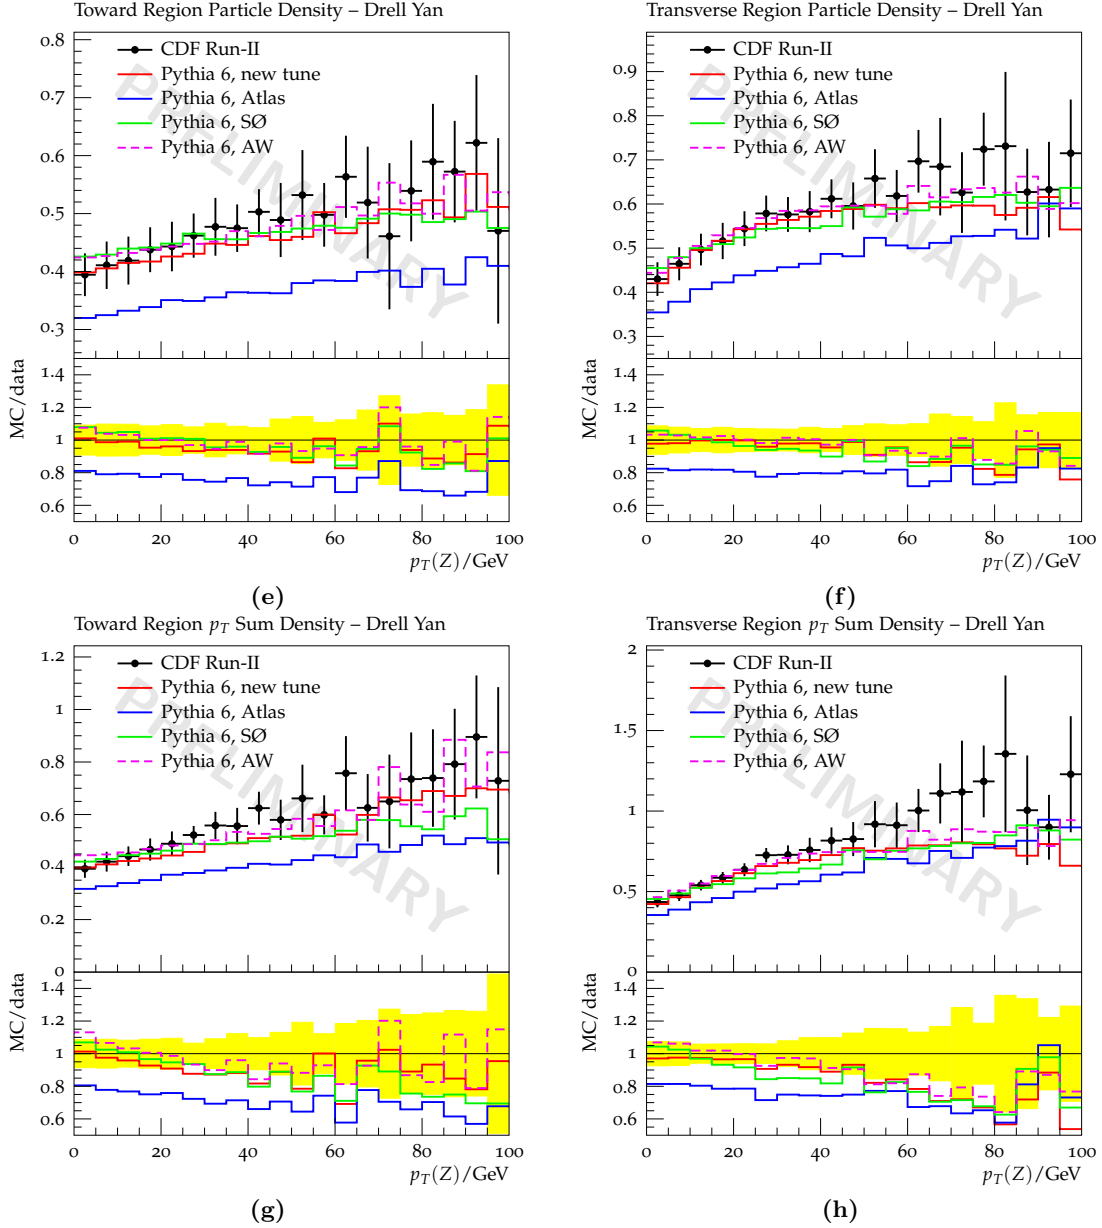 Toward Region Particle Density – Drell Yan
CDF Run-II
Pythia 6, new tune
Pythia 6, Atlas
Pythia 6, SØ
Pythia 6, AW
PRELIMINARY
0.8
0.7
0.6
0.5
0.4
0.3
MC/data
1.4
1.2
1
0.8
0.6
0 20 40 60 80 100
p_T(Z)/GeV
(e)
Transverse Region Particle Density – Drell Yan
CDF Run-II
Pythia 6, new tune
Pythia 6, Atlas
Pythia 6, SØ
Pythia 6, AW
PRELIMINARY
0.9
0.8
0.7
0.6
0.5
0.4
0.3
MC/data
1.4
1.2
1
0.8
0.6
0 20 40 60 80 100
p_T(Z)/GeV
(f)
Toward Region p_T Sum Density – Drell Yan
CDF Run-II
Pythia 6, new tune
Pythia 6, Atlas
Pythia 6, SØ
Pythia 6, AW
PRELIMINARY
1.2
1
0.8
0.6
0.4
0.2
0
MC/data
1.4
1.2
1
0.8
0.6
0 20 40 60 80 100
p_T(Z)/GeV
(g)
Transverse Region p_T Sum Density – Drell Yan
CDF Run-II
Pythia 6, new tune
Pythia 6, Atlas
Pythia 6, SØ
Pythia 6, AW
PRELIMINARY
2
1.5
1
0.5
0
MC/data
1.4
1.2
1
0.8
0.6
0 20 40 60 80 100
p_T(Z)/GeV
(h)